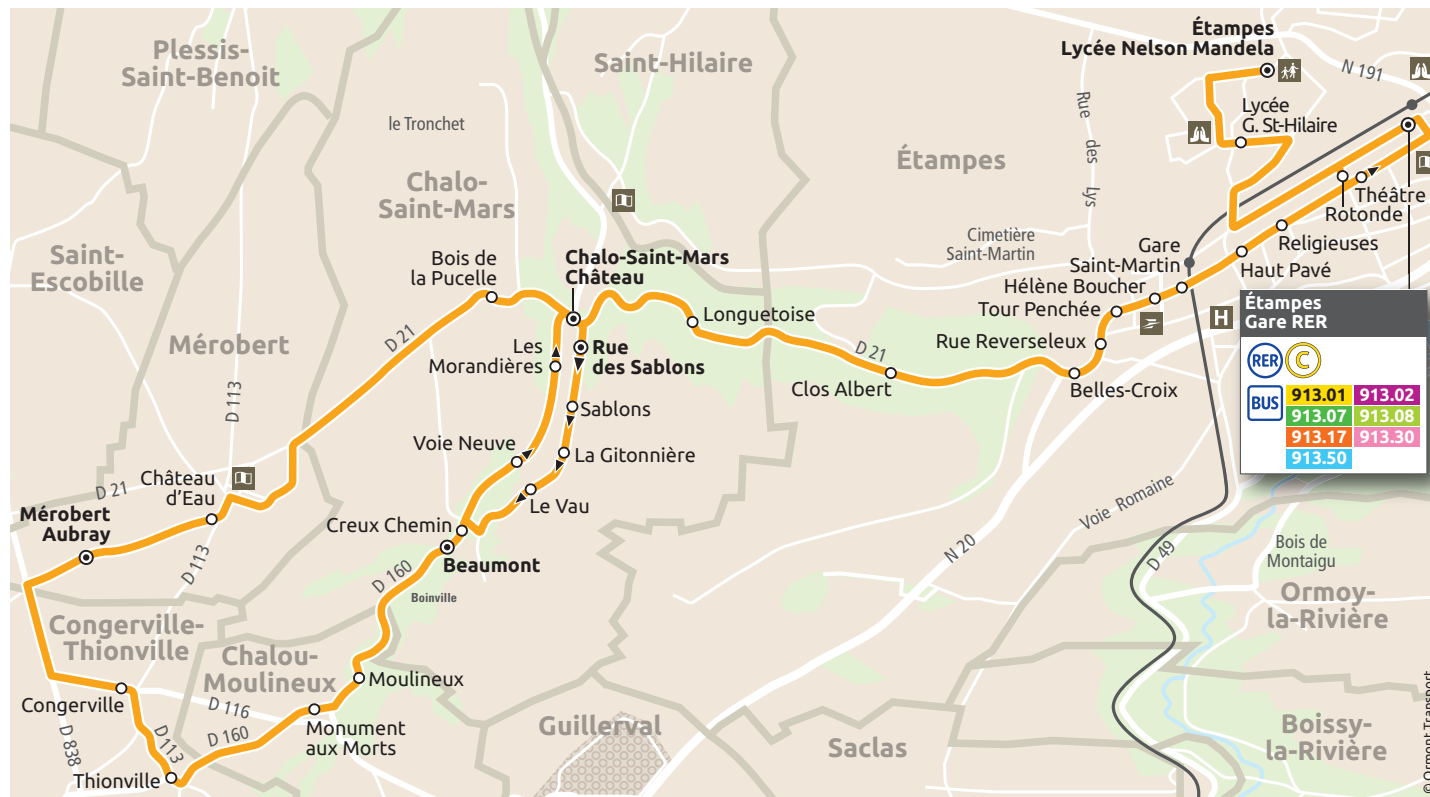 Plessis-
Saint-Benoit
Saint-Hilaire
Étampes
Lycée Nelson Mandela
N 191
le Tronchet
Rue des Lys
Lycée
G. St-Hilaire
Étampes
Chalo-
Saint-Mars
Théâtre
Rotonde
Religieuses
Haut Pavé
Cimetière
Saint-Martin
Gare
Saint-Martin
Hélène Boucher
Tour Penchée
Rue Reverseleux
Belles-Croix
Saint-
Escobille
Bois de
la Pucelle
Chalo-Saint-Mars
Château
Longuetoise
D 21
Clos Albert
H
Étampes
Gare RER
RER C
BUS
913.01 913.02
913.07 913.08
913.17 913.30
913.50
Mérobert
D 21
D 113
Les
Morandières
Rue
des Sablons
Sablons
Voie Neuve
La Gitonnière
Le Vau
Château
d'Eau
D 21
Mérobert
Aubray
D 113
Creux Chemin
Beaumont
D 160
Boinville
Voie Romaine
N 20
D 49
Bois de
Montaigu
Ormoy-
la-Rivière
Congerville-
Thionville
Chalou-
Moulineux
Moulineux
Congerville
D 116
Monument
aux Morts
D 838
D113
D 160
Thionville
Guillerval
Saclas
Boissy-
la-Rivière
© Ormont Transport